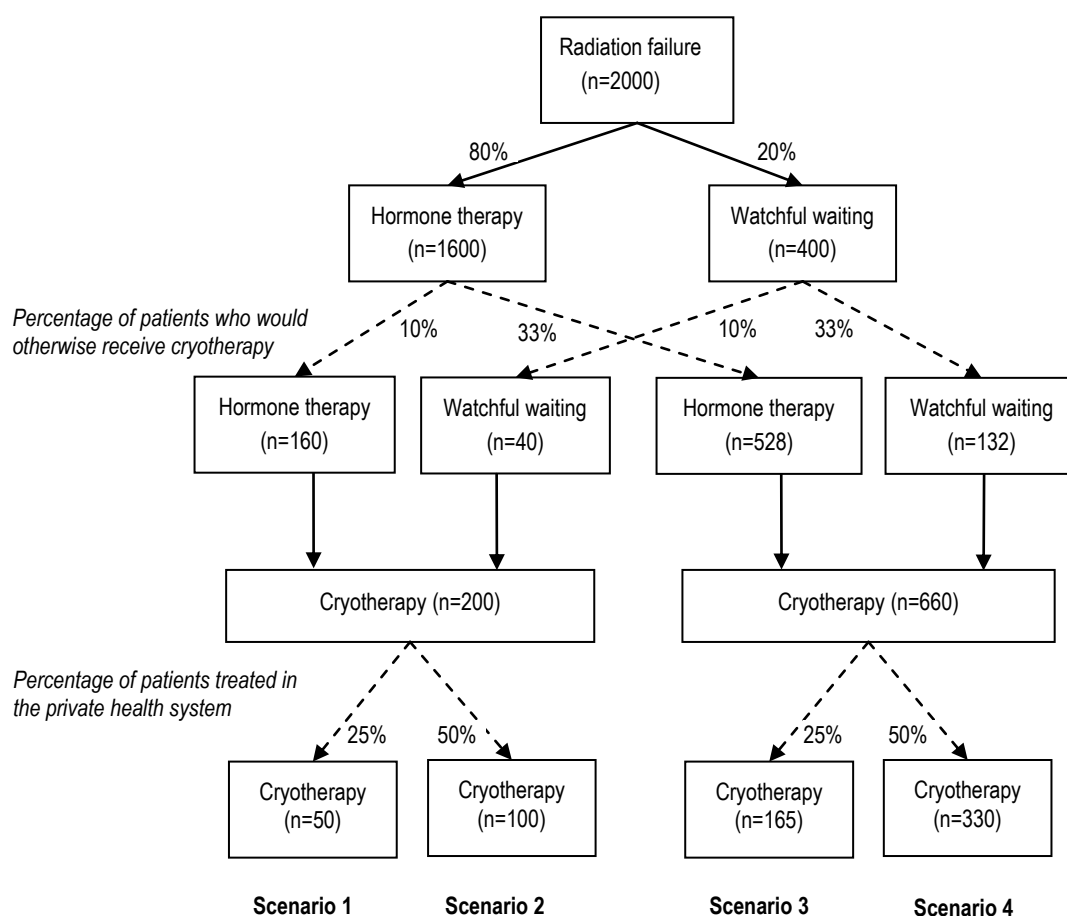 Radiation failure
(n=2000)
80%
20%
Hormone therapy
(n=1600)
Watchful waiting
(n=400)
Percentage of patients who would
otherwise receive cryotherapy
10%
33%
10%
33%
Hormone therapy
(n=160)
Watchful waiting
(n=40)
Hormone therapy
(n=528)
Watchful waiting
(n=132)
Cryotherapy (n=200)
Cryotherapy (n=660)
Percentage of patients treated in
the private health system
25%
50%
25%
50%
Cryotherapy
(n=50)
Cryotherapy
(n=100)
Cryotherapy
(n=165)
Cryotherapy
(n=330)
Scenario 1
Scenario 2
Scenario 3
Scenario 4